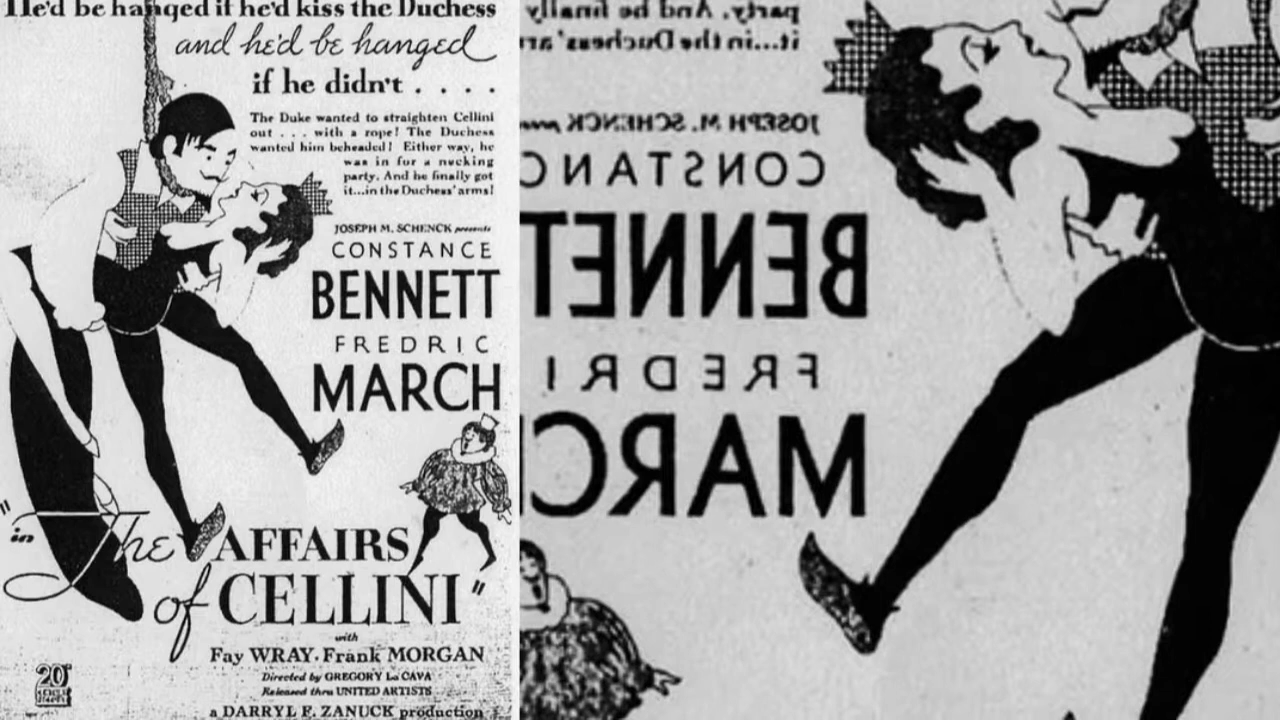 He'd be hanged if he'd kiss the Duchess
and he'd be hanged
if he didn't . . . .
The Duke wanted to straighten Cellini
out . . . with a rope! The Duchess
wanted him beheaded! Either way, he
was in for a necking
party. And he finally got
it...in the Duchess' arms!
JOSEPH M. SCHENCK presents
CONSTANCE
BENNETT
FREDRIC
MARCH
"in The AFFAIRS
of CELLINI"
with
Fay WRAY. Frank MORGAN
Directed by GREGORY La CAVA
Released thru UNITED ARTISTS
a DARRYL F. ZANUCK production
20th
party. And he finally
it...in the Duchess' ar
JOSEPH M. SCHENCK
CONSTANC
BENNET
FREDRI
MARC